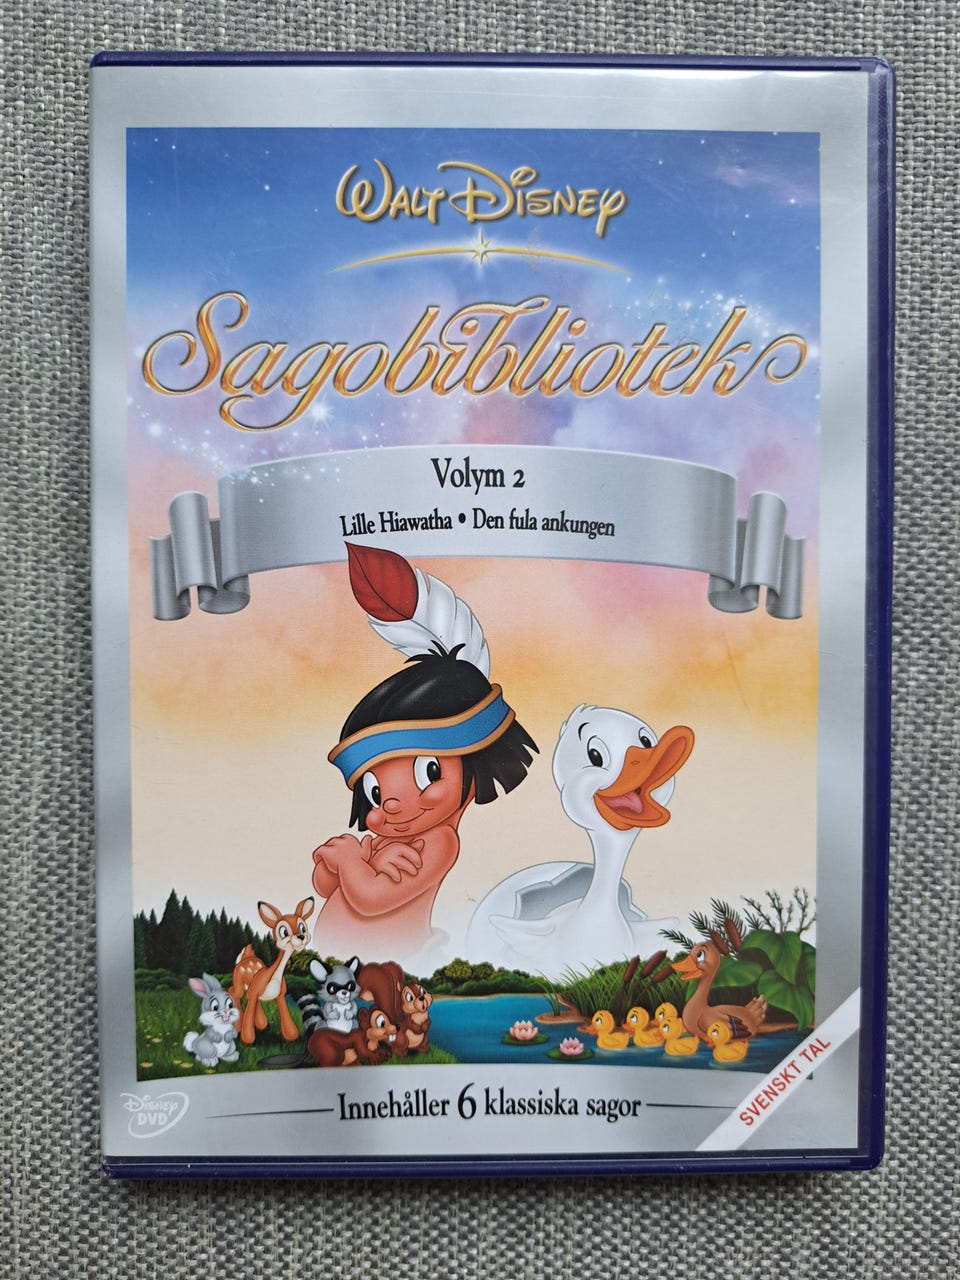 WALT DISNEY
Sagobibliotek
Volym 2
Lille Hiawatha • Den fula ankungen
Innehåller 6 klassiska sagor
DISNEY
DVD
SVENSKT TAL